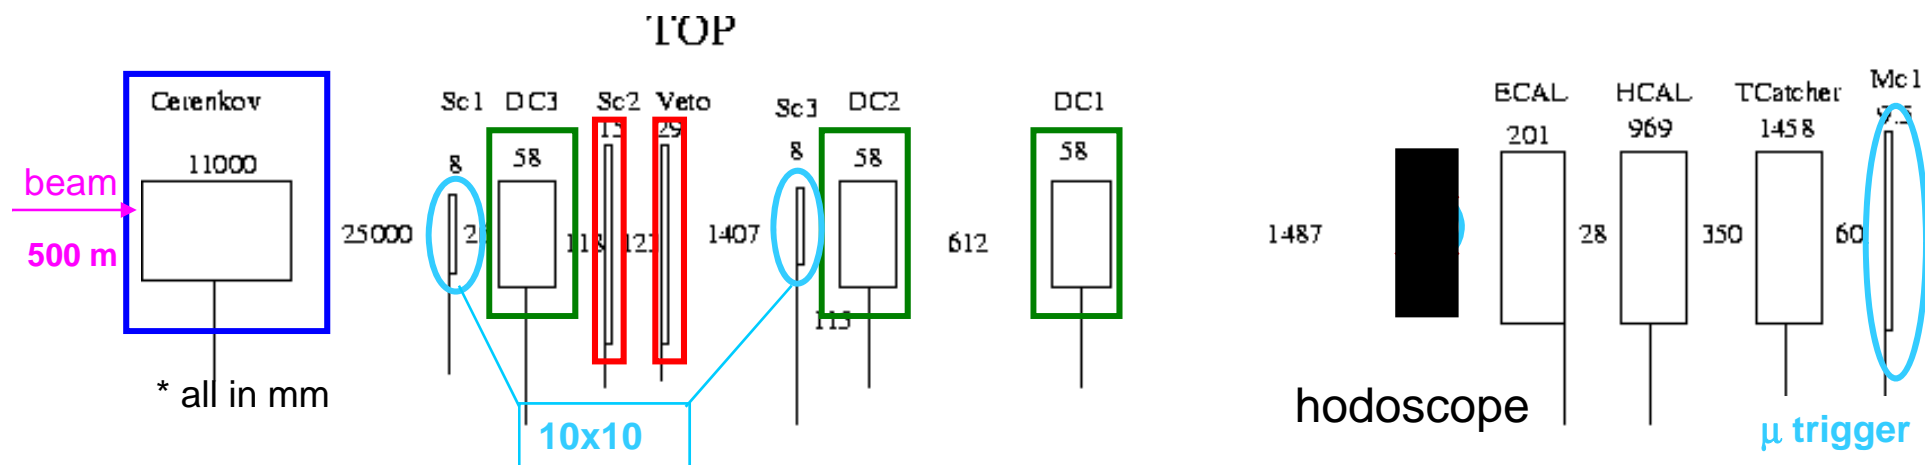 TOP
Cerenkov
Sc1
DC3
Sc2
Veto
Sc3
DC2
DC1
ECAL
HCAL
TCatcher
Mc1
11000
8
58
15
29
8
58
58
201
969
1458
beam
500 m
25000
1407
612
1487
28
350
60
115
* all in mm
10x10
hodoscope
μ trigger